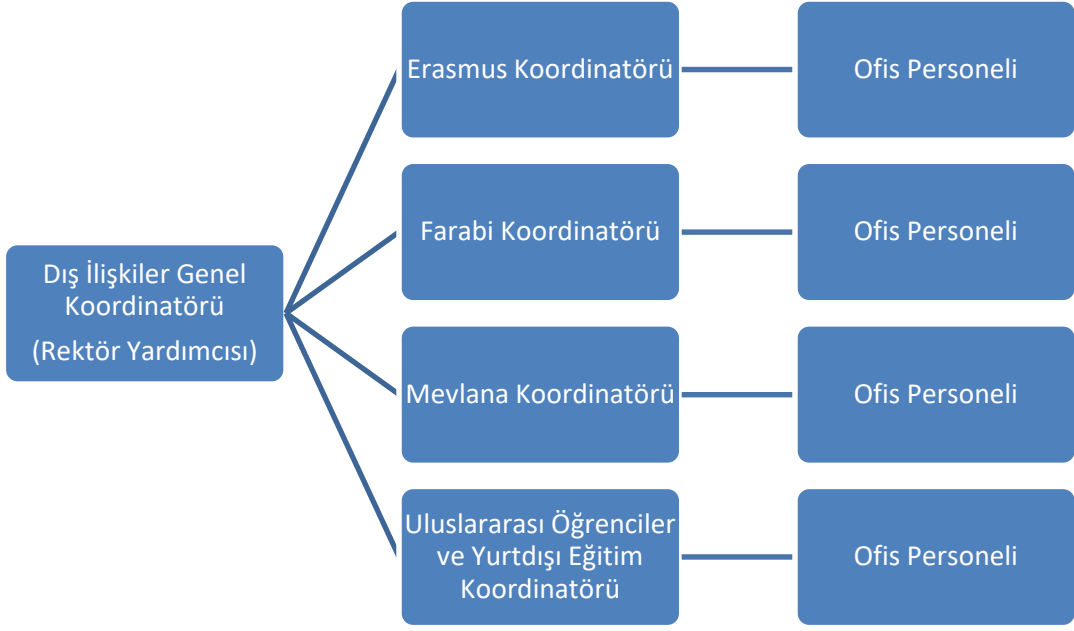 Erasmus Koordinatörü
Ofis Personeli
Farabi Koordinatörü
Ofis Personeli
Dış İlişkiler Genel
Koordinatörü
(Rektör Yardımcısı)
Mevlana Koordinatörü
Ofis Personeli
Uluslararası Öğrenciler
ve Yurtdışı Eğitim
Koordinatörü
Ofis Personeli